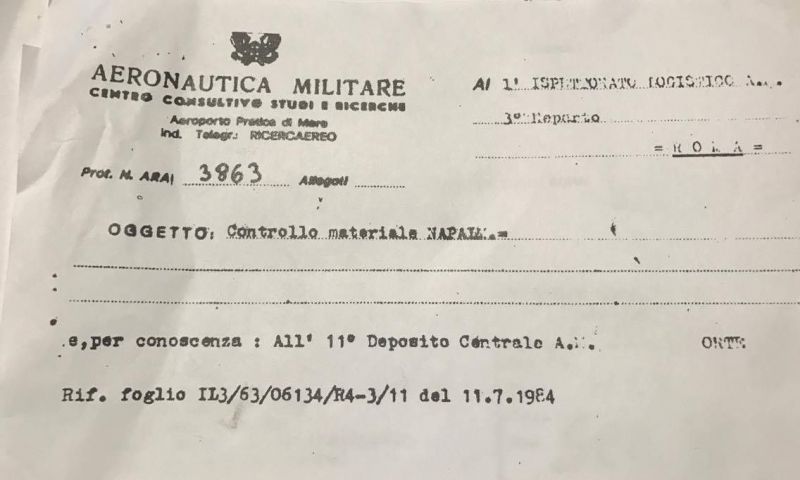 AERONAUTICA MILITARE
CENTRO CONSULTIVO STUDI E RICERCHE
Aeroporto Pratica di Mare
Ind. Telegr.: RICERCAEREO
Al 1° ISPETTORATO LOGISTICO A.M.
3° Reparto
= R O M A =
Prot. N. ARA/ 3863 Allegati
OGGETTO: Controllo materiale NAPALM.=
e,per conoscenza : All' 11° Deposito Centrale A.M. ORTE
Rif. foglio IL3/63/06134/R4-3/11 del 11.7.1984